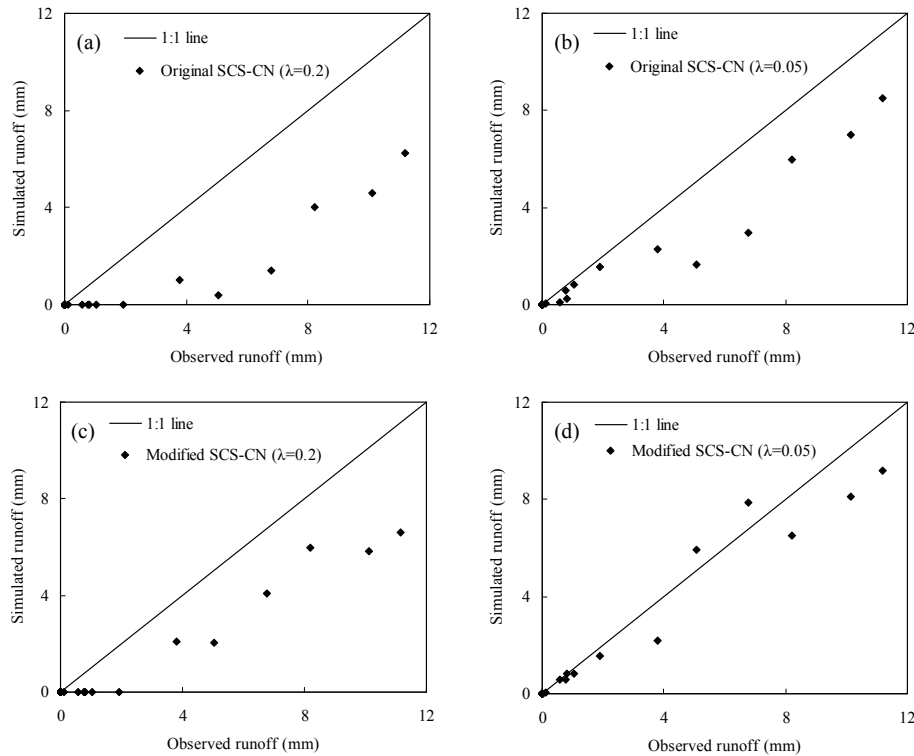 (a)
1:1 line
Original SCS-CN (λ=0.2)
12
8
4
0
0 4 8 12
Simulated runoff (mm)
Observed runoff (mm)
(b)
1:1 line
Original SCS-CN (λ=0.05)
12
8
4
0
0 4 8 12
Simulated runoff (mm)
Observed runoff (mm)
(c)
1:1 line
Modified SCS-CN (λ=0.2)
12
8
4
0
0 4 8 12
Simulated runoff (mm)
Observed runoff (mm)
(d)
1:1 line
Modified SCS-CN (λ=0.05)
12
8
4
0
0 4 8 12
Simulated runoff (mm)
Observed runoff (mm)